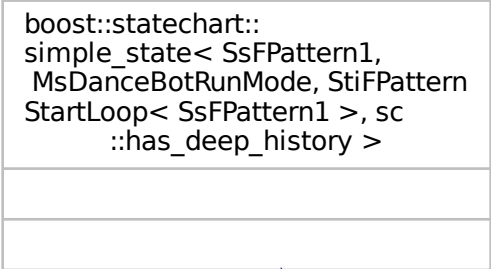 boost::statechart::
simple_state< SsFPattern1,
MsDanceBotRunMode, StiFPattern
StartLoop< SsFPattern1 >, sc
::has_deep_history >